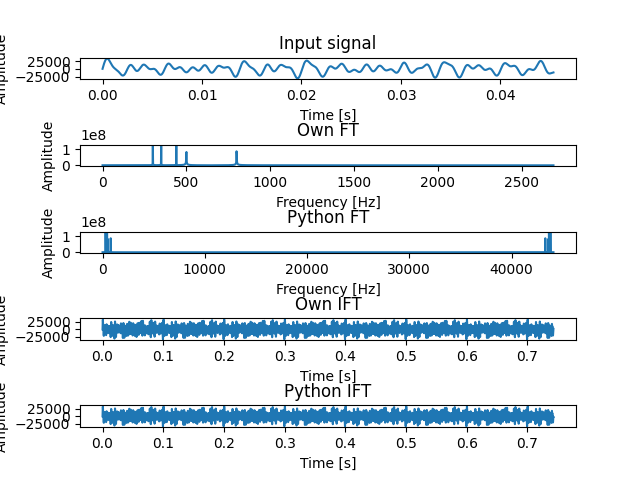 Input signal
Amplitude
25000
0
−25000
0.00 0.01 0.02 0.03 0.04
Time [s]
Own FT
1e8
Amplitude
1
0
0 500 1000 1500 2000 2500
Frequency [Hz]
Python FT
1e8
Amplitude
1
0
0 10000 20000 30000 40000
Frequency [Hz]
Own IFT
Amplitude
25000
0
−25000
0.0 0.1 0.2 0.3 0.4 0.5 0.6 0.7
Time [s]
Python IFT
Amplitude
25000
0
−25000
0.0 0.1 0.2 0.3 0.4 0.5 0.6 0.7
Time [s]